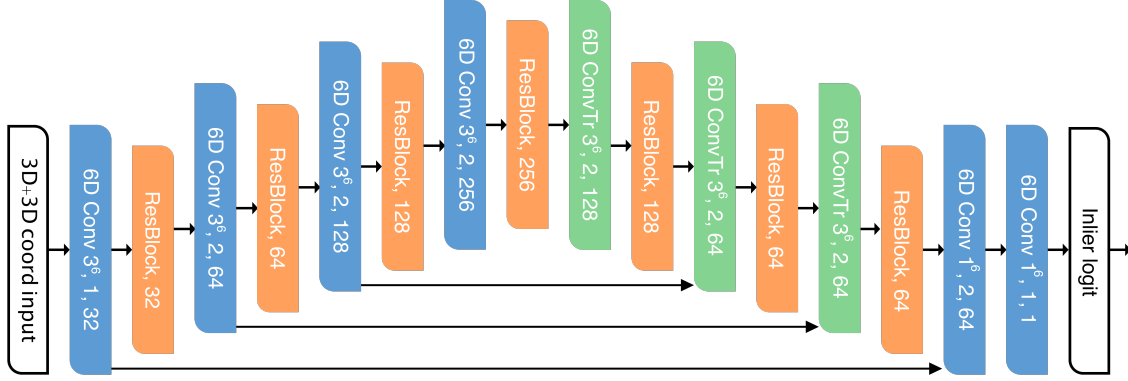 3D+3D coord input
6D Conv 3⁶, 1, 32
ResBlock, 32
6D Conv 3⁶, 2, 64
ResBlock, 64
6D Conv 3⁶, 2, 128
ResBlock, 128
6D Conv 3⁶, 2, 256
ResBlock, 256
6D ConvTr 3⁶, 2, 128
ResBlock, 128
6D ConvTr 3⁶, 2, 64
ResBlock, 64
6D ConvTr 3⁶, 2, 64
ResBlock, 64
6D Conv 1⁶, 2, 64
6D Conv 1⁶, 1, 1
Inlier logit